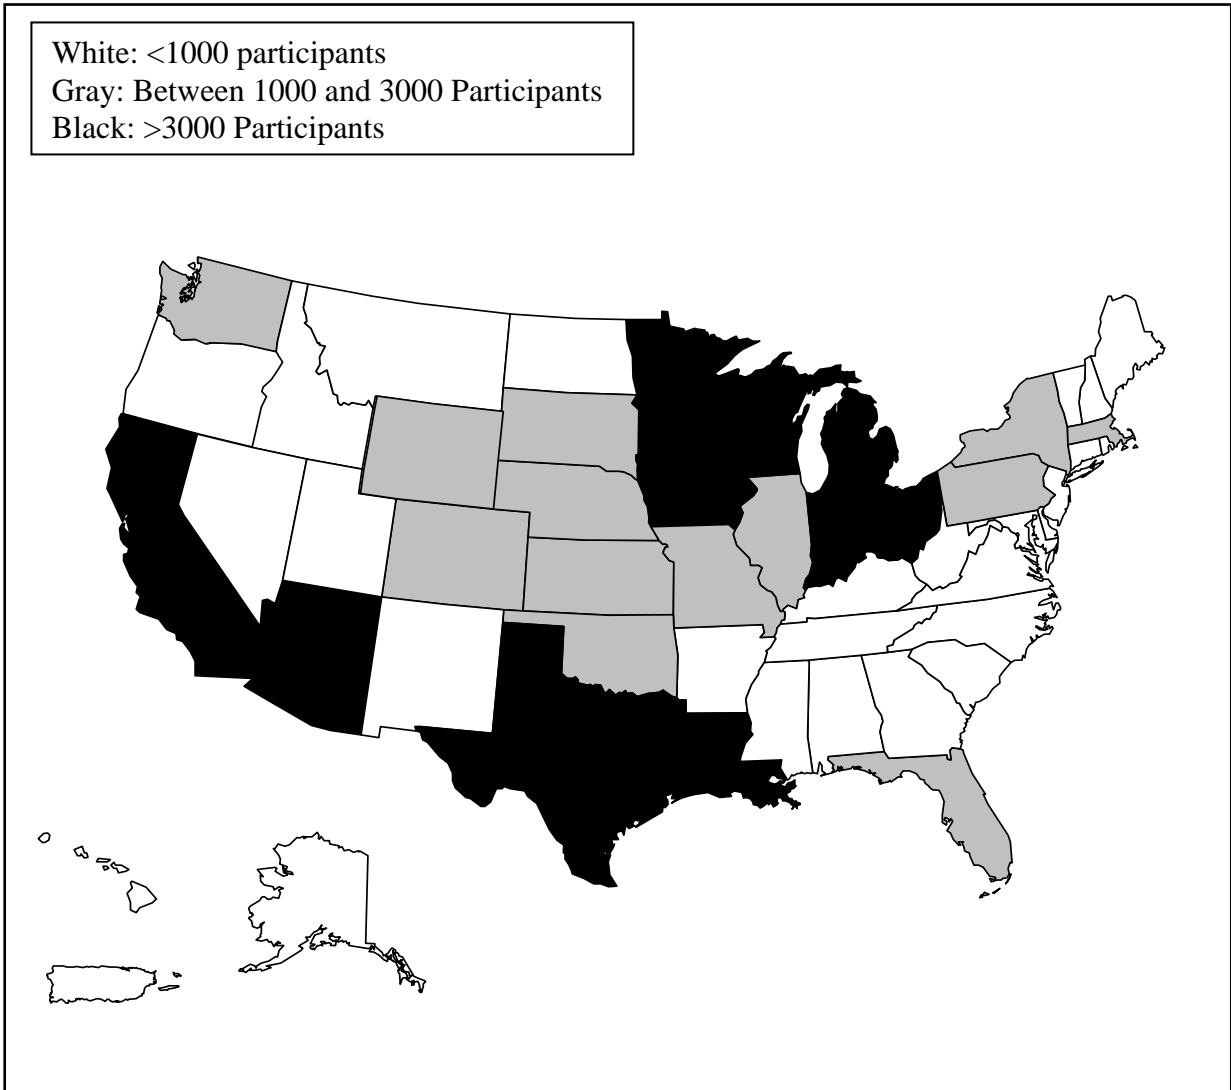 White: <1000 participants
Gray: Between 1000 and 3000 Participants
Black: >3000 Participants